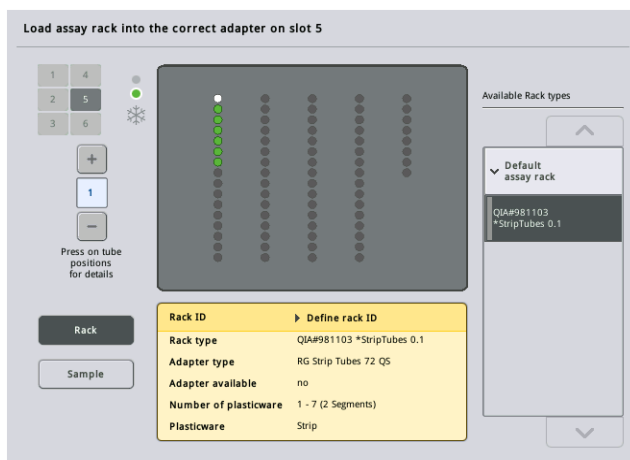 Load assay rack into the correct adapter on slot 5
1 4
2 5
3 6
+
1
−
Press on tube
positions
for details
Rack
Sample
Rack ID Define rack ID
Rack type QIA#981103 *StripTubes 0.1
Adapter type RG Strip Tubes 72 QS
Adapter available no
Number of plasticware 1 - 7 (2 Segments)
Plasticware Strip
Available Rack types
Default
assay rack
QIA#981103
*StripTubes 0.1